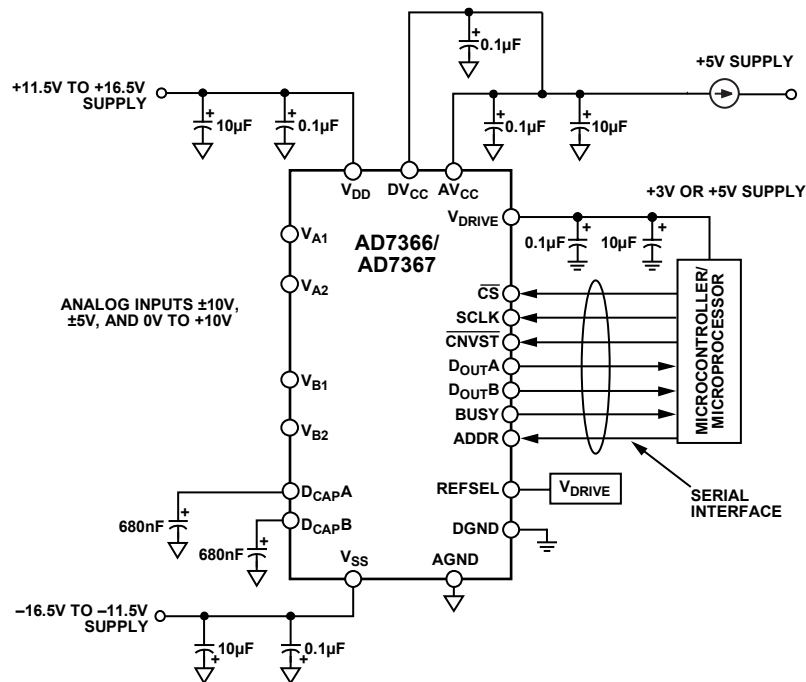 0.1µF
+
+5V SUPPLY
+11.5V TO +16.5V
SUPPLY
+
10µF
+
0.1µF
+
0.1µF
+
10µF
VDD
DVCC
AVCC
+3V OR +5V SUPPLY
VDRIVE
+
0.1µF
+
10µF
AD7366/
AD7367
VA1
VA2
ANALOG INPUTS ±10V,
±5V, AND 0V TO +10V
VB1
VB2
CS
SCLK
CNVST
DOUTA
DOUTB
BUSY
ADDR
MICROCONTROLLER/
MICROPROCESSOR
SERIAL
INTERFACE
DCAPA
+
680nF
DCAPB
+
680nF
REFSEL
VDRIVE
DGND
VSS
AGND
–16.5V TO –11.5V
SUPPLY
10µF
+
0.1µF
+